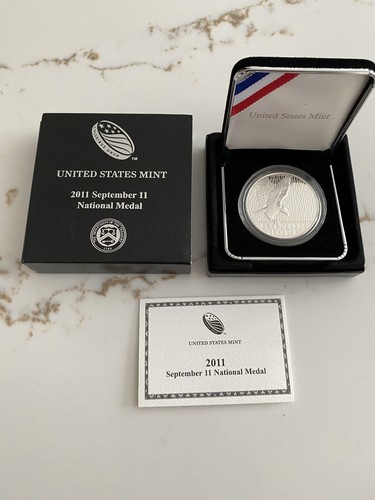 UNITED STATES MINT
2011 September 11
National Medal
United States Mint
UNITED STATES MINT
2011
September 11 National Medal